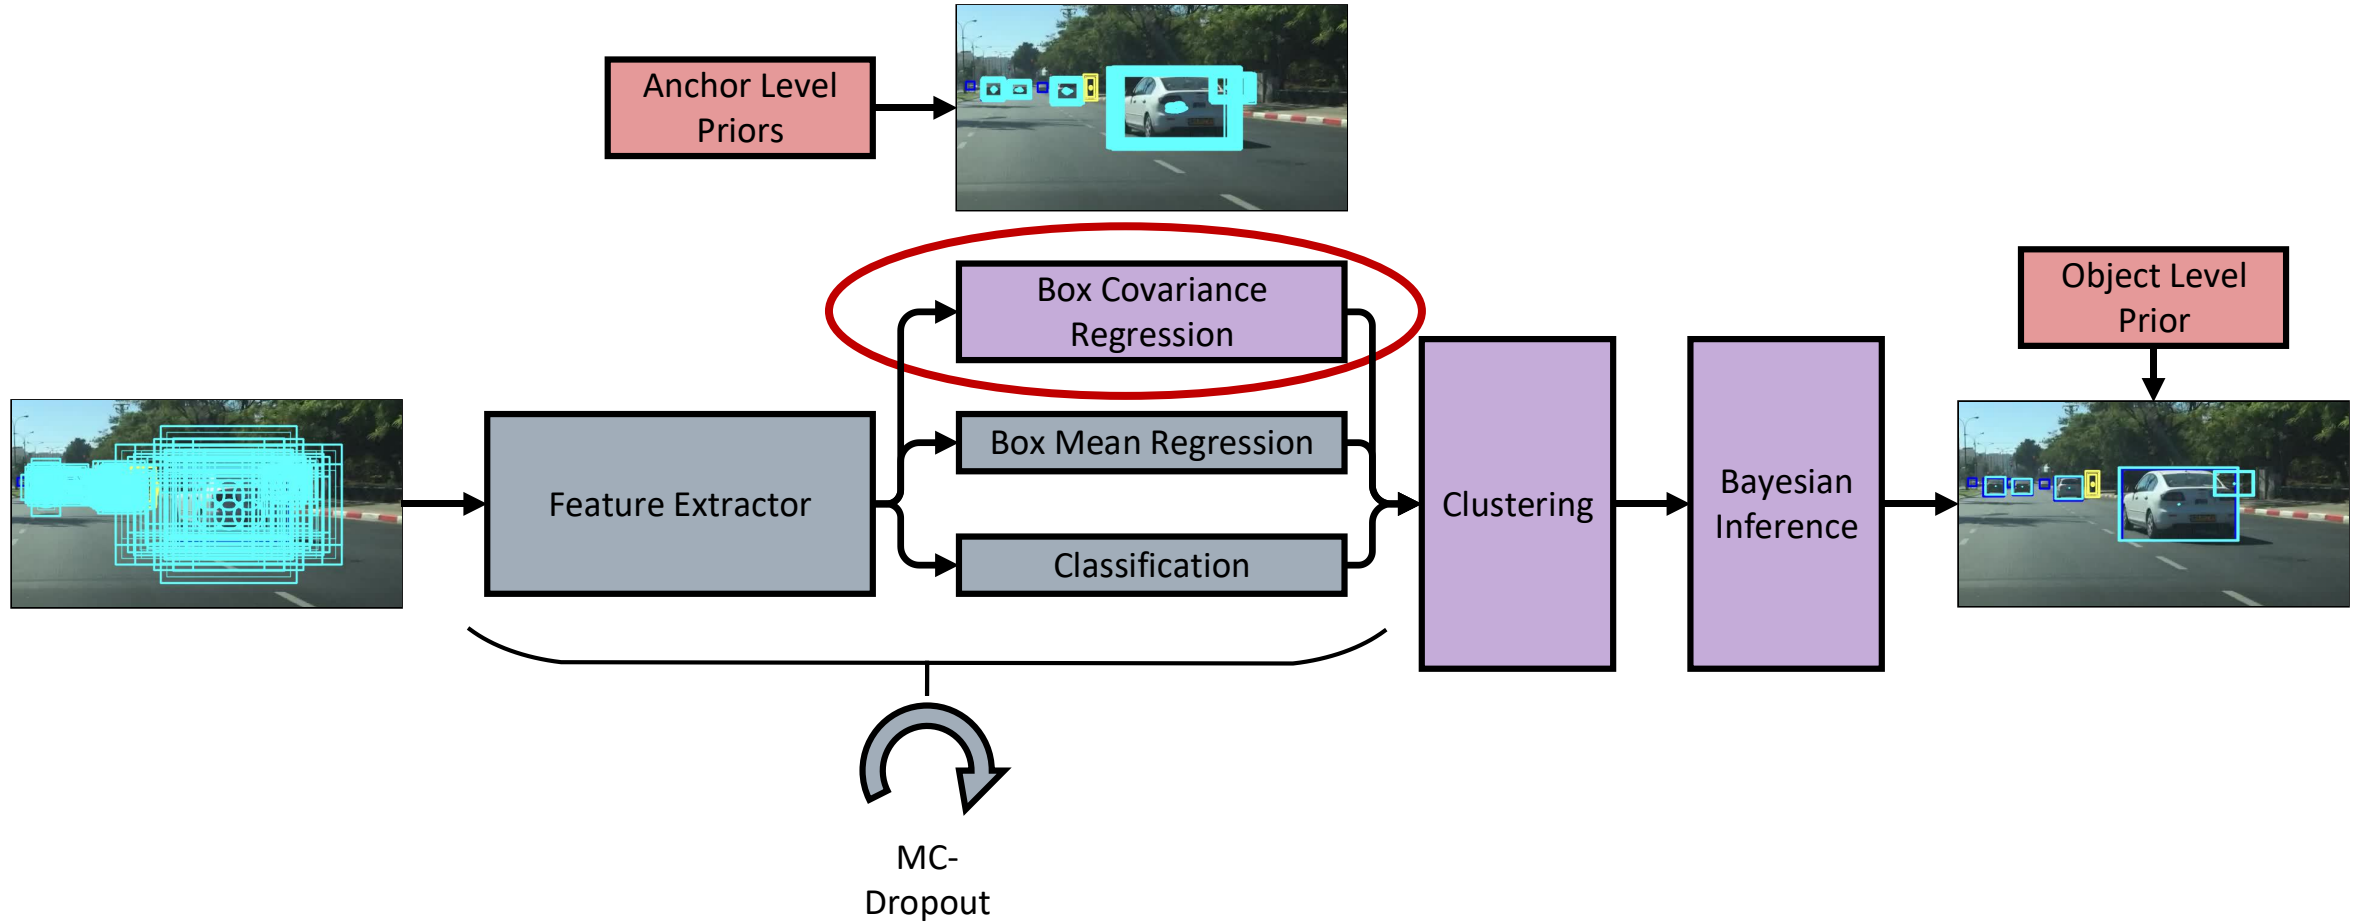 Anchor Level
Priors
Box Covariance
Regression
Object Level
Prior
Feature Extractor
Box Mean Regression
Classification
Clustering
Bayesian
Inference
MC-
Dropout